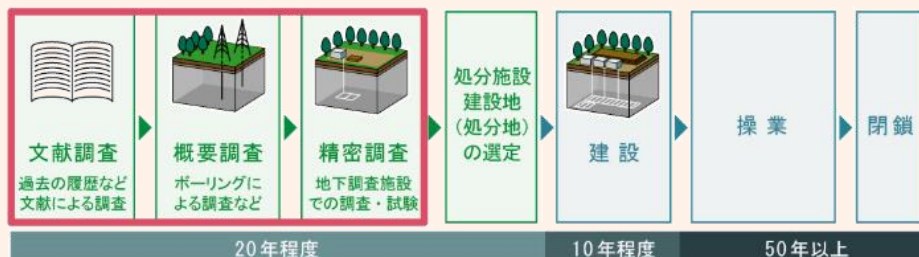 文献調査
過去の履歴など
文献による調査
概要調査
ボーリングに
よる調査など
精密調査
地下調査施設
での調査・試験
処分施設
建設地
(処分地)
の選定
建設
操業
閉鎖
20年程度
10年程度
50年以上